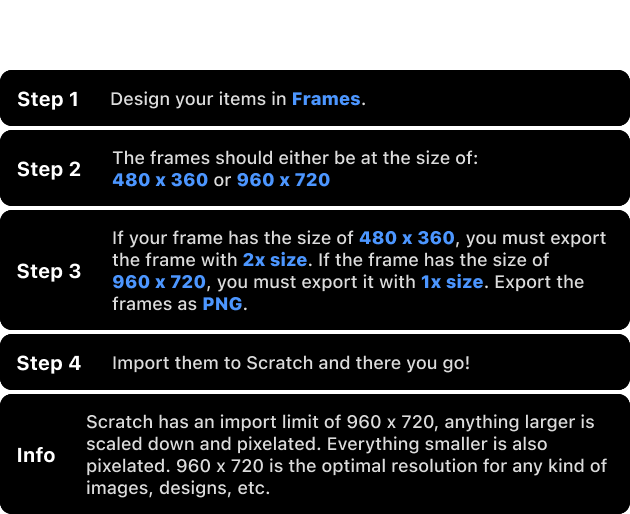 Step 1
Design your items in Frames.
Step 2
The frames should either be at the size of:
480 x 360 or 960 x 720
Step 3
If your frame has the size of 480 x 360, you must export
the frame with 2x size. If the frame has the size of
960 x 720, you must export it with 1x size. Export the
frames as PNG.
Step 4
Import them to Scratch and there you go!
Info
Scratch has an import limit of 960 x 720, anything larger is
scaled down and pixelated. Everything smaller is also
pixelated. 960 x 720 is the optimal resolution for any kind of
images, designs, etc.